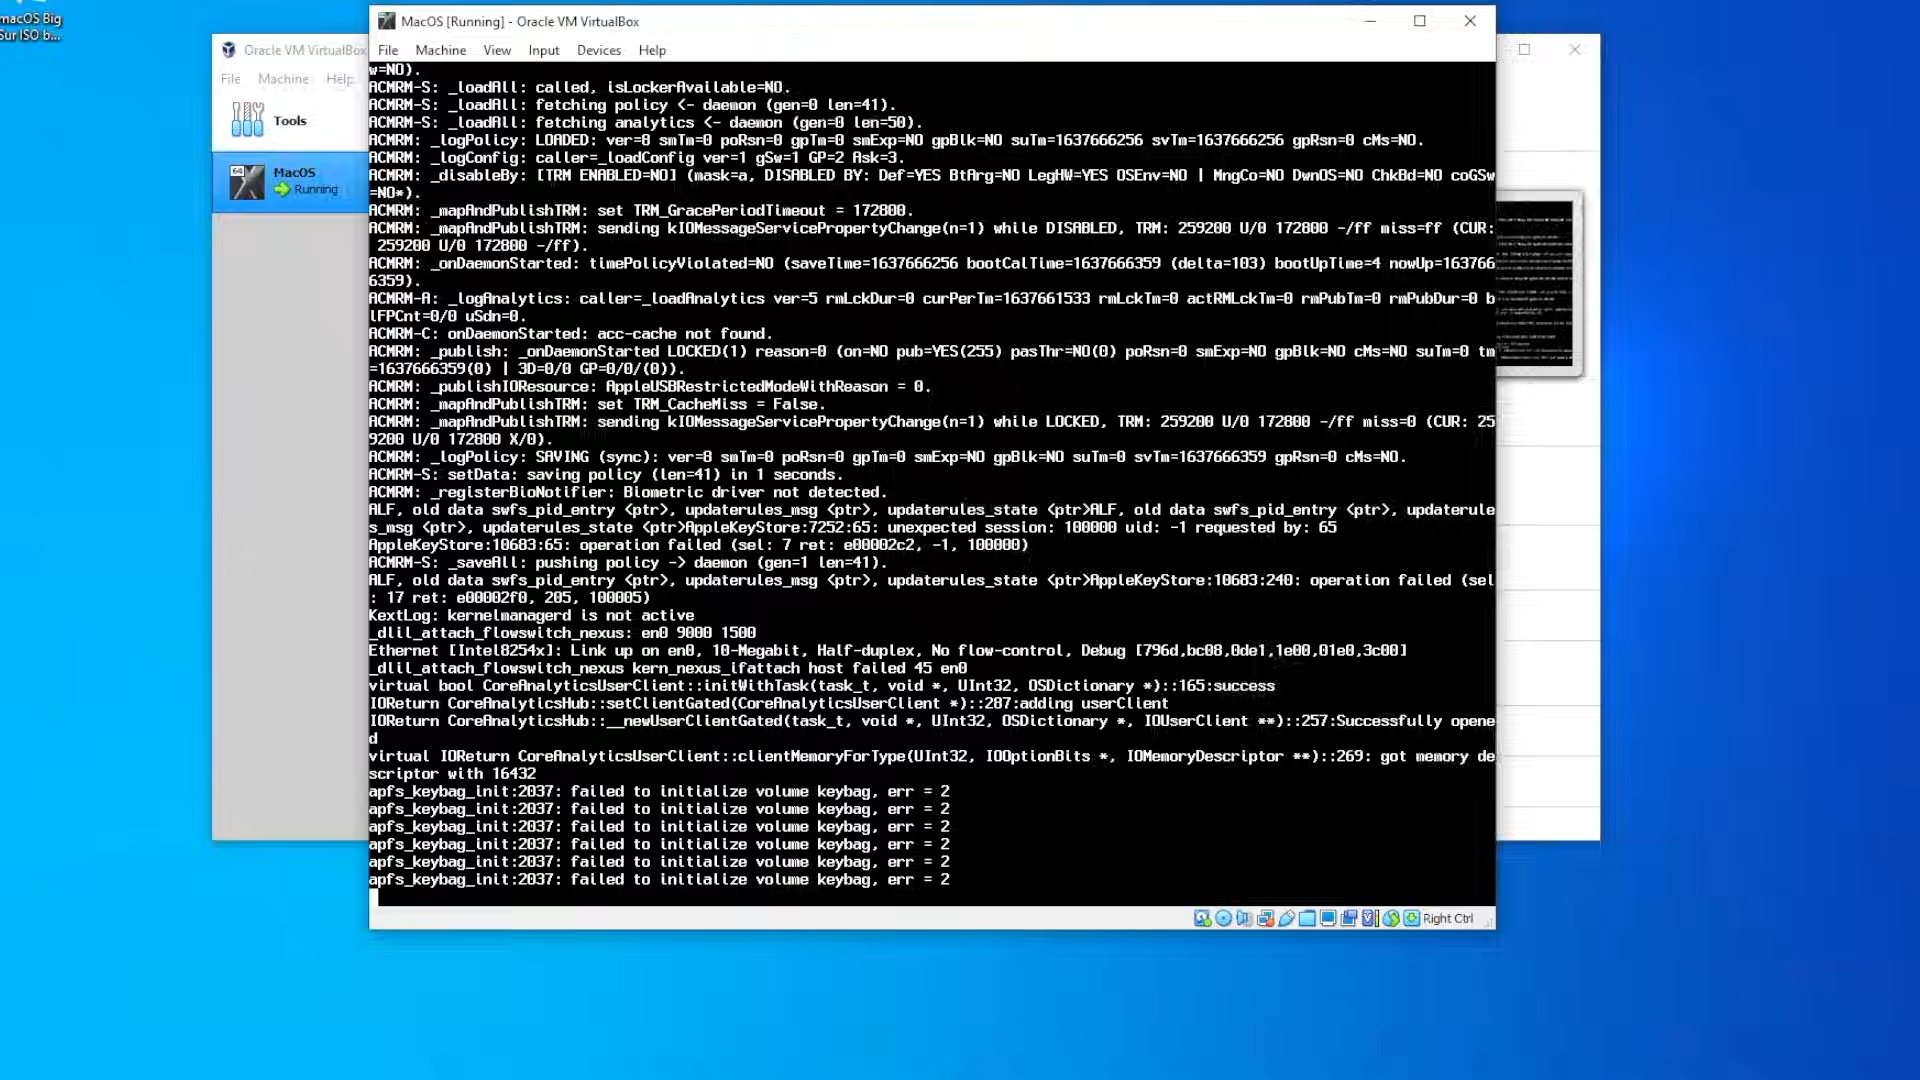 macOS Big
Sur ISO b...
MacOS [Running] - Oracle VM VirtualBox
File Machine View Input Devices Help
Oracle VM VirtualBox
File Machine Help
Tools
64
MacOS
Running
w=NO).
ACMRM-S: _loadAll: called, isLockerAvailable=NO.
ACMRM-S: _loadAll: fetching policy <- daemon (gen=0 len=41).
ACMRM-S: _loadAll: fetching analytics <- daemon (gen=0 len=50).
ACMRM: _logPolicy: LOADED: ver=8 smTm=0 poRsn=0 gpTm=0 smExp=NO gpBlk=NO suTm=1637666256 svTm=1637666256 gpRsn=0 cMs=NO.
ACMRM: _logConfig: caller=_loadConfig ver=1 gSw=1 GP=2 Ask=3.
ACMRM: _disableBy: [TRM ENABLED=NO] (mask=a, DISABLED BY: Def=YES BtArg=NO LegHW=YES OSEnv=NO | MngCo=NO DwnOS=NO ChkBd=NO coGSw
=NO*).
ACMRM: _mapAndPublishTRM: set TRM_GracePeriodTimeout = 172800.
ACMRM: _mapAndPublishTRM: sending kIOMessageServicePropertyChange(n=1) while DISABLED, TRM: 259200 U/0 172800 -/ff miss=ff (CUR:
259200 U/0 172800 -/ff).
ACMRM: _onDaemonStarted: timePolicyViolated=NO (saveTime=1637666256 bootCalTime=1637666359 (delta=103) bootUpTime=4 nowUp=163766
6359).
ACMRM-A: _logAnalytics: caller=_loadAnalytics ver=5 rmLckDur=0 curPerTm=1637661533 rmLckTm=0 actRMLckTm=0 rmPubTm=0 rmPubDur=0 b
lFPCnt=0/0 uSdn=0.
ACMRM-C: onDaemonStarted: acc-cache not found.
ACMRM: _publish: _onDaemonStarted LOCKED(1) reason=0 (on=NO pub=YES(255) pasThr=NO(0) poRsn=0 smExp=NO gpBlk=NO cMs=NO suTm=0 tm
=1637666359(0) | 3D=0/0 GP=0/0/(0)).
ACMRM: _publishIOResource: AppleUSBRestrictedModeWithReason = 0.
ACMRM: _mapAndPublishTRM: set TRM_CacheMiss = False.
ACMRM: _mapAndPublishTRM: sending kIOMessageServicePropertyChange(n=1) while LOCKED, TRM: 259200 U/0 172800 -/ff miss=0 (CUR: 25
9200 U/0 172800 X/0).
ACMRM: _logPolicy: SAVING (sync): ver=8 smTm=0 poRsn=0 gpTm=0 smExp=NO gpBlk=NO suTm=0 svTm=1637666359 gpRsn=0 cMs=NO.
ACMRM-S: setData: saving policy (len=41) in 1 seconds.
ACMRM: _registerBioNotifier: Biometric driver not detected.
ALF, old data swfs_pid_entry <ptr>, updaterules_msg <ptr>, updaterules_state <ptr>ALF, old data swfs_pid_entry <ptr>, updaterule
s_msg <ptr>, updaterules_state <ptr>AppleKeyStore:7252:65: unexpected session: 100000 uid: -1 requested by: 65
AppleKeyStore:10683:65: operation failed (sel: 7 ret: e00002c2, -1, 100000)
ACMRM-S: _saveAll: pushing policy -> daemon (gen=1 len=41).
ALF, old data swfs_pid_entry <ptr>, updaterules_msg <ptr>, updaterules_state <ptr>AppleKeyStore:10683:240: operation failed (sel
: 17 ret: e00002f0, 205, 100005)
KextLog: kernelmanagerd is not active
_dlil_attach_flowswitch_nexus: en0 9000 1500
Ethernet [Intel8254x]: Link up on en0, 10-Megabit, Half-duplex, No flow-control, Debug [796d,bc08,0de1,1e00,01e0,3c00]
_dlil_attach_flowswitch_nexus kern_nexus_ifattach host failed 45 en0
virtual bool CoreAnalyticsUserClient::initWithTask(task_t, void *, UInt32, OSDictionary *)::165:success
IOReturn CoreAnalyticsHub::setClientGated(CoreAnalyticsUserClient *)::287:adding userClient
IOReturn CoreAnalyticsHub::__newUserClientGated(task_t, void *, UInt32, OSDictionary *, IOUserClient **)::257:Successfully opene
d
virtual IOReturn CoreAnalyticsUserClient::clientMemoryForType(UInt32, IOOptionBits *, IOMemoryDescriptor **)::269: got memory de
scriptor with 16432
apfs_keybag_init:2037: failed to initialize volume keybag, err = 2
apfs_keybag_init:2037: failed to initialize volume keybag, err = 2
apfs_keybag_init:2037: failed to initialize volume keybag, err = 2
apfs_keybag_init:2037: failed to initialize volume keybag, err = 2
apfs_keybag_init:2037: failed to initialize volume keybag, err = 2
apfs_keybag_init:2037: failed to initialize volume keybag, err = 2
Right Ctrl